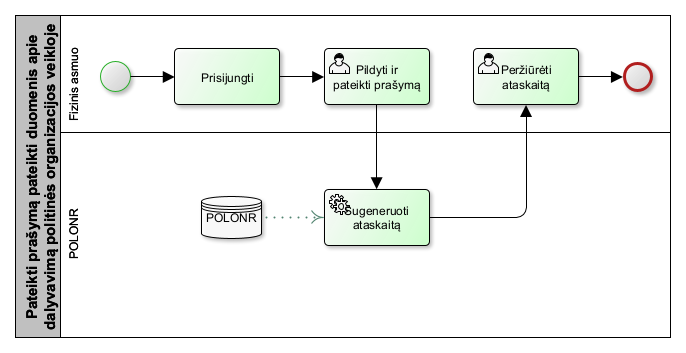 Pateikti prašymą pateikti duomenis apie
dalyvavimą politinės organizacijos veikloje
Fizinis asmuo
Prisijungti
Pildyti ir
pateikti prašymą
Peržiūrėti
ataskaitą
POLONR
POLONR
Sugeneruoti
ataskaitą